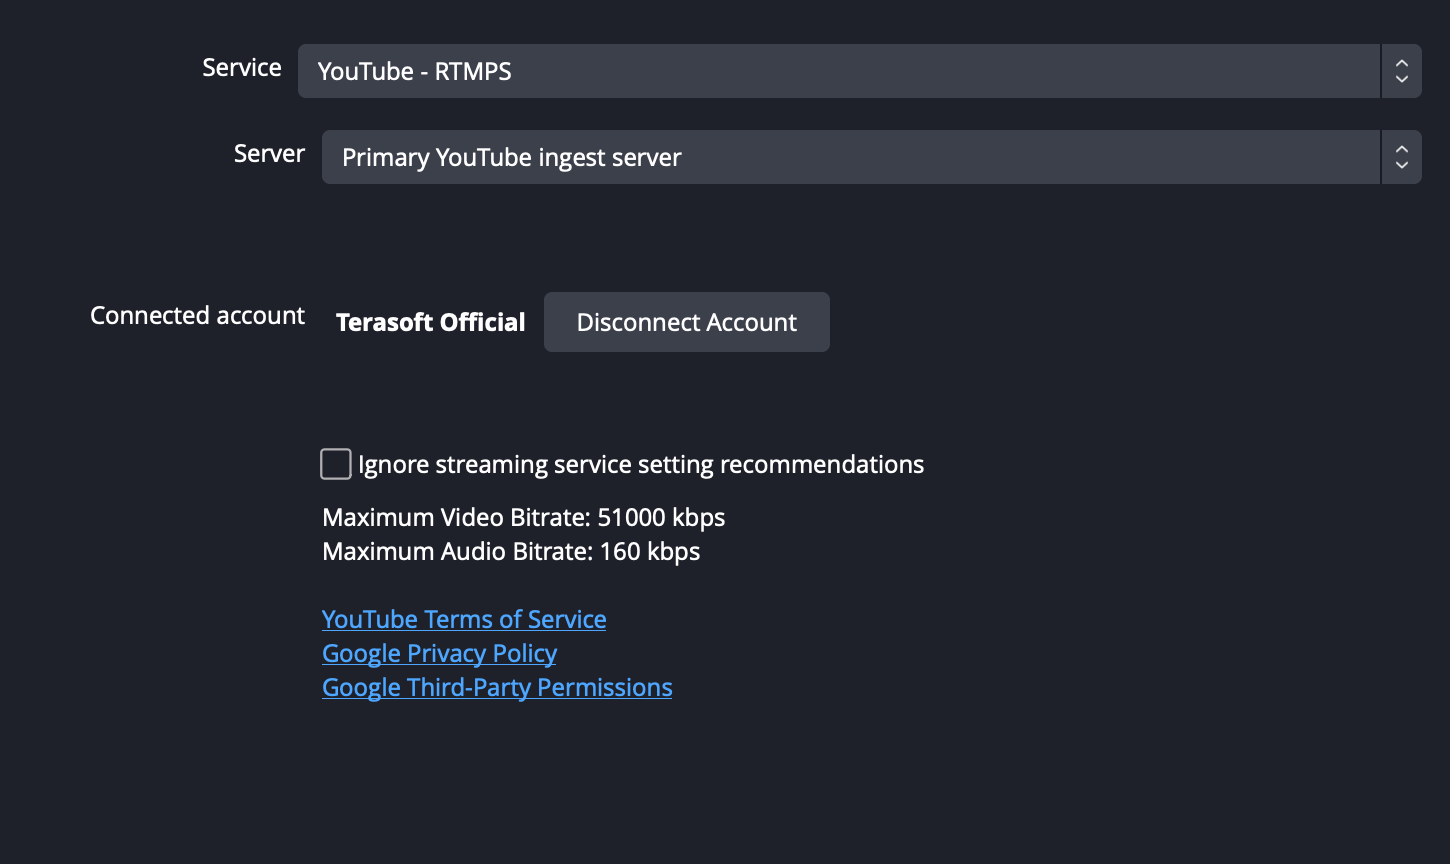 Service YouTube - RTMPS
Server Primary YouTube ingest server
Connected account Terasoft Official Disconnect Account
Ignore streaming service setting recommendations
Maximum Video Bitrate: 51000 kbps
Maximum Audio Bitrate: 160 kbps
YouTube Terms of Service
Google Privacy Policy
Google Third-Party Permissions